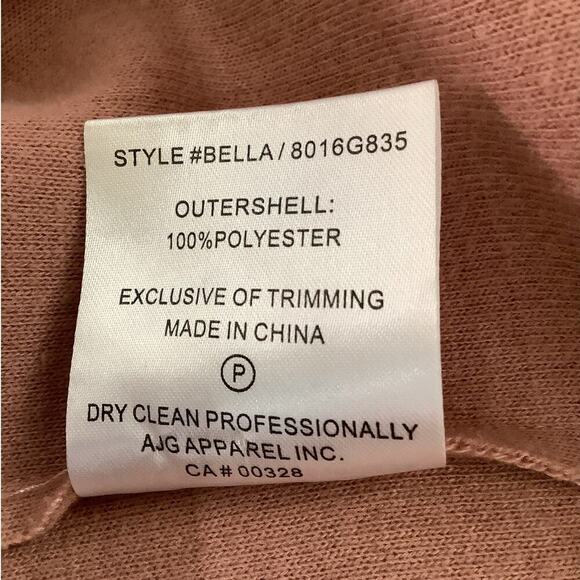 STYLE #BELLA / 8016G835
OUTERSHELL:
100%POLYESTER
EXCLUSIVE OF TRIMMING
MADE IN CHINA
P
DRY CLEAN PROFESSIONALLY
AJG APPAREL INC.
CA# 00328